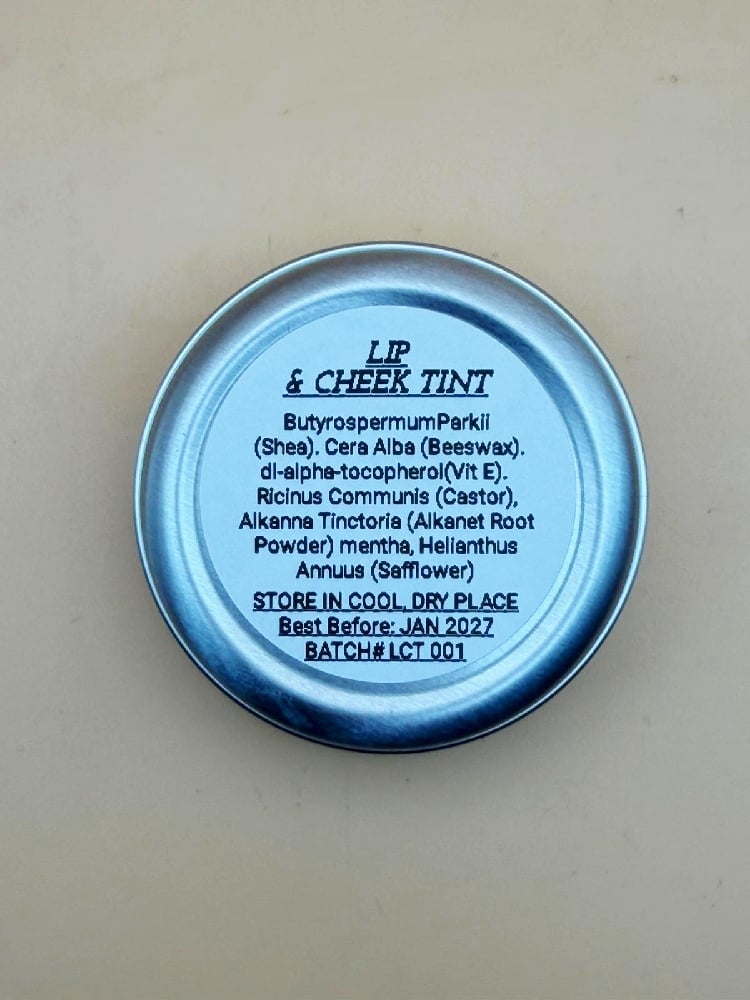 LIP
& CHEEK TINT
ButyrospermumParkii
(Shea). Cera Alba (Beeswax).
dl-alpha-tocopherol(Vit E).
Ricinus Communis (Castor),
Alkanna Tinctoria (Alkanet Root
Powder) mentha, Helianthus
Annuus (Safflower)
STORE IN COOL, DRY PLACE
Best Before: JAN 2027
BATCH# LCT 001